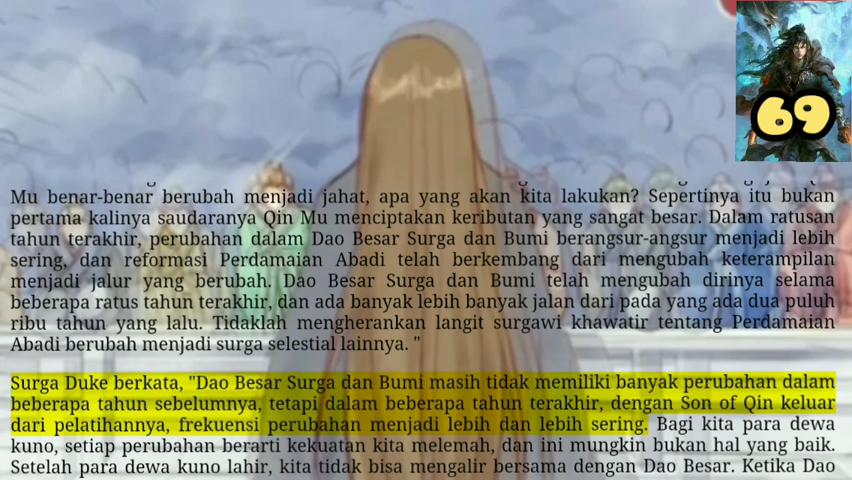 69
Mu benar-benar berubah menjadi jahat, apa yang akan kita lakukan? Sepertinya itu bukan
pertama kalinya saudaranya Qin Mu menciptakan keributan yang sangat besar. Dalam ratusan
tahun terakhir, perubahan dalam Dao Besar Surga dan Bumi berangsur-angsur menjadi lebih
sering, dan reformasi Perdamaian Abadi telah berkembang dari mengubah keterampilan
menjadi jalur yang berubah. Dao Besar Surga dan Bumi telah mengubah dirinya selama
beberapa ratus tahun terakhir, dan ada banyak lebih banyak jalan dari pada yang ada dua puluh
ribu tahun yang lalu. Tidaklah mengherankan langit surgawi khawatir tentang Perdamaian
Abadi berubah menjadi surga selestial lainnya. "
Surga Duke berkata, "Dao Besar Surga dan Bumi masih tidak memiliki banyak perubahan dalam
beberapa tahun sebelumnya, tetapi dalam beberapa tahun terakhir, dengan Son of Qin keluar
dari pelatihannya, frekuensi perubahan menjadi lebih dan lebih sering. Bagi kita para dewa
kuno, setiap perubahan berarti kekuatan kita melemah, dan ini mungkin bukan hal yang baik.
Setelah para dewa kuno lahir, kita tidak bisa mengalir bersama dengan Dao Besar. Ketika Dao